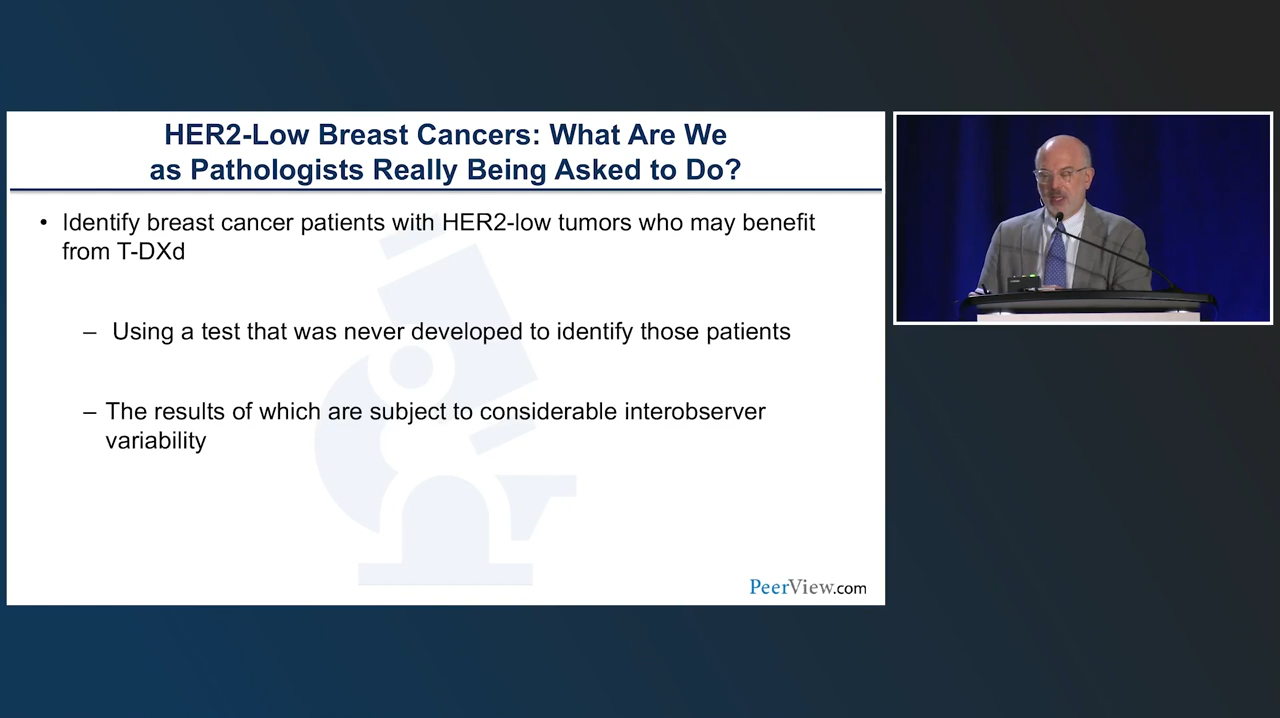 HER2-Low Breast Cancers: What Are We
as Pathologists Really Being Asked to Do?
• Identify breast cancer patients with HER2-low tumors who may benefit
from T-DXd
– Using a test that was never developed to identify those patients
– The results of which are subject to considerable interobserver
variability
PeerView.com